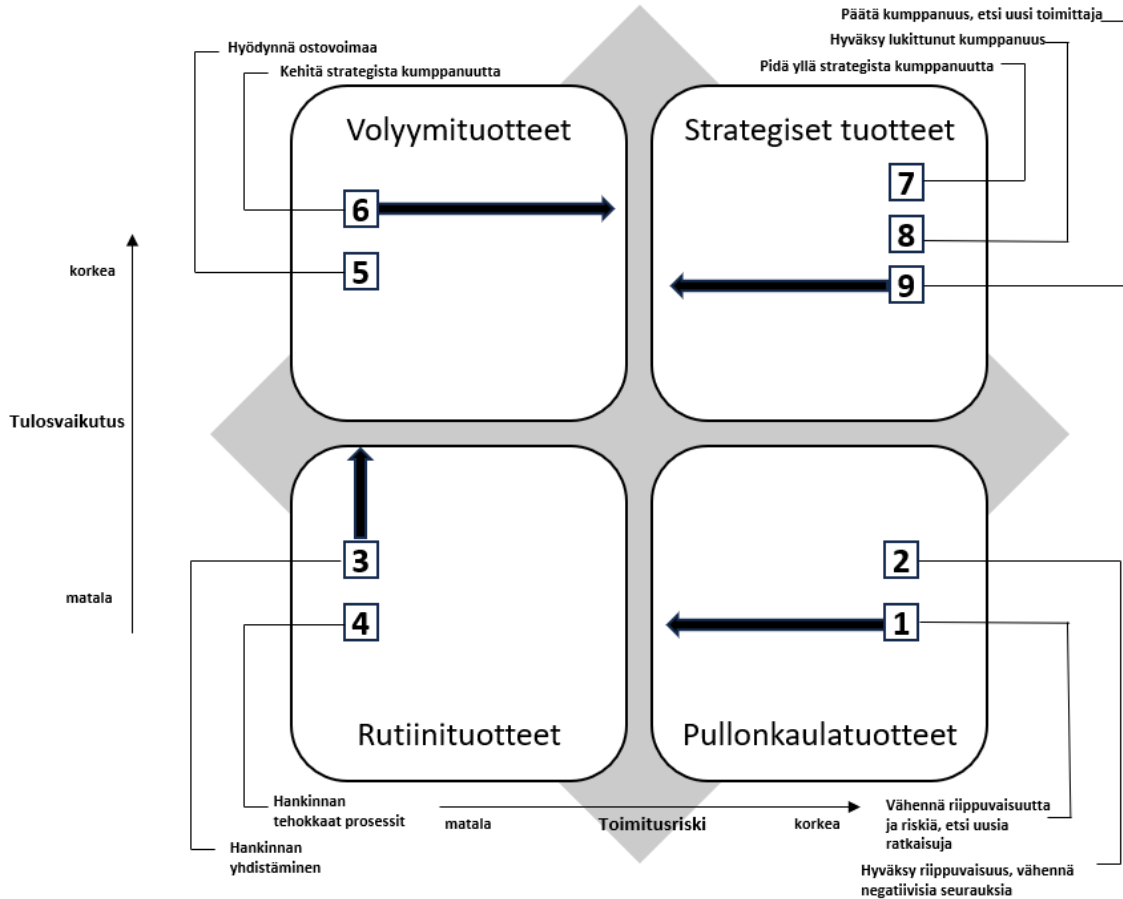 Päätä kumppanuus, etsi uusi toimittaja
Hyödynnä ostovoimaa
Hyväksy lukittunut kumppanuus
Kehitä strategista kumppanuutta
Pidä yllä strategista kumppanuutta
Volyymituotteet
Strategiset tuotteet
7
6
8
5
9
korkea
Tulosvaikutus
matala
3
2
4
1
Rutiinituotteet
Pullonkaulatuotteet
Hankinnan
tehokkaat prosessit
matala
Toimitusriski
korkea
Vähennä riippuvaisuutta
ja riskiä, etsi uusia
ratkaisuja
Hankinnan
yhdistäminen
Hyväksy riippuvaisuus, vähennä
negatiivisia seurauksia